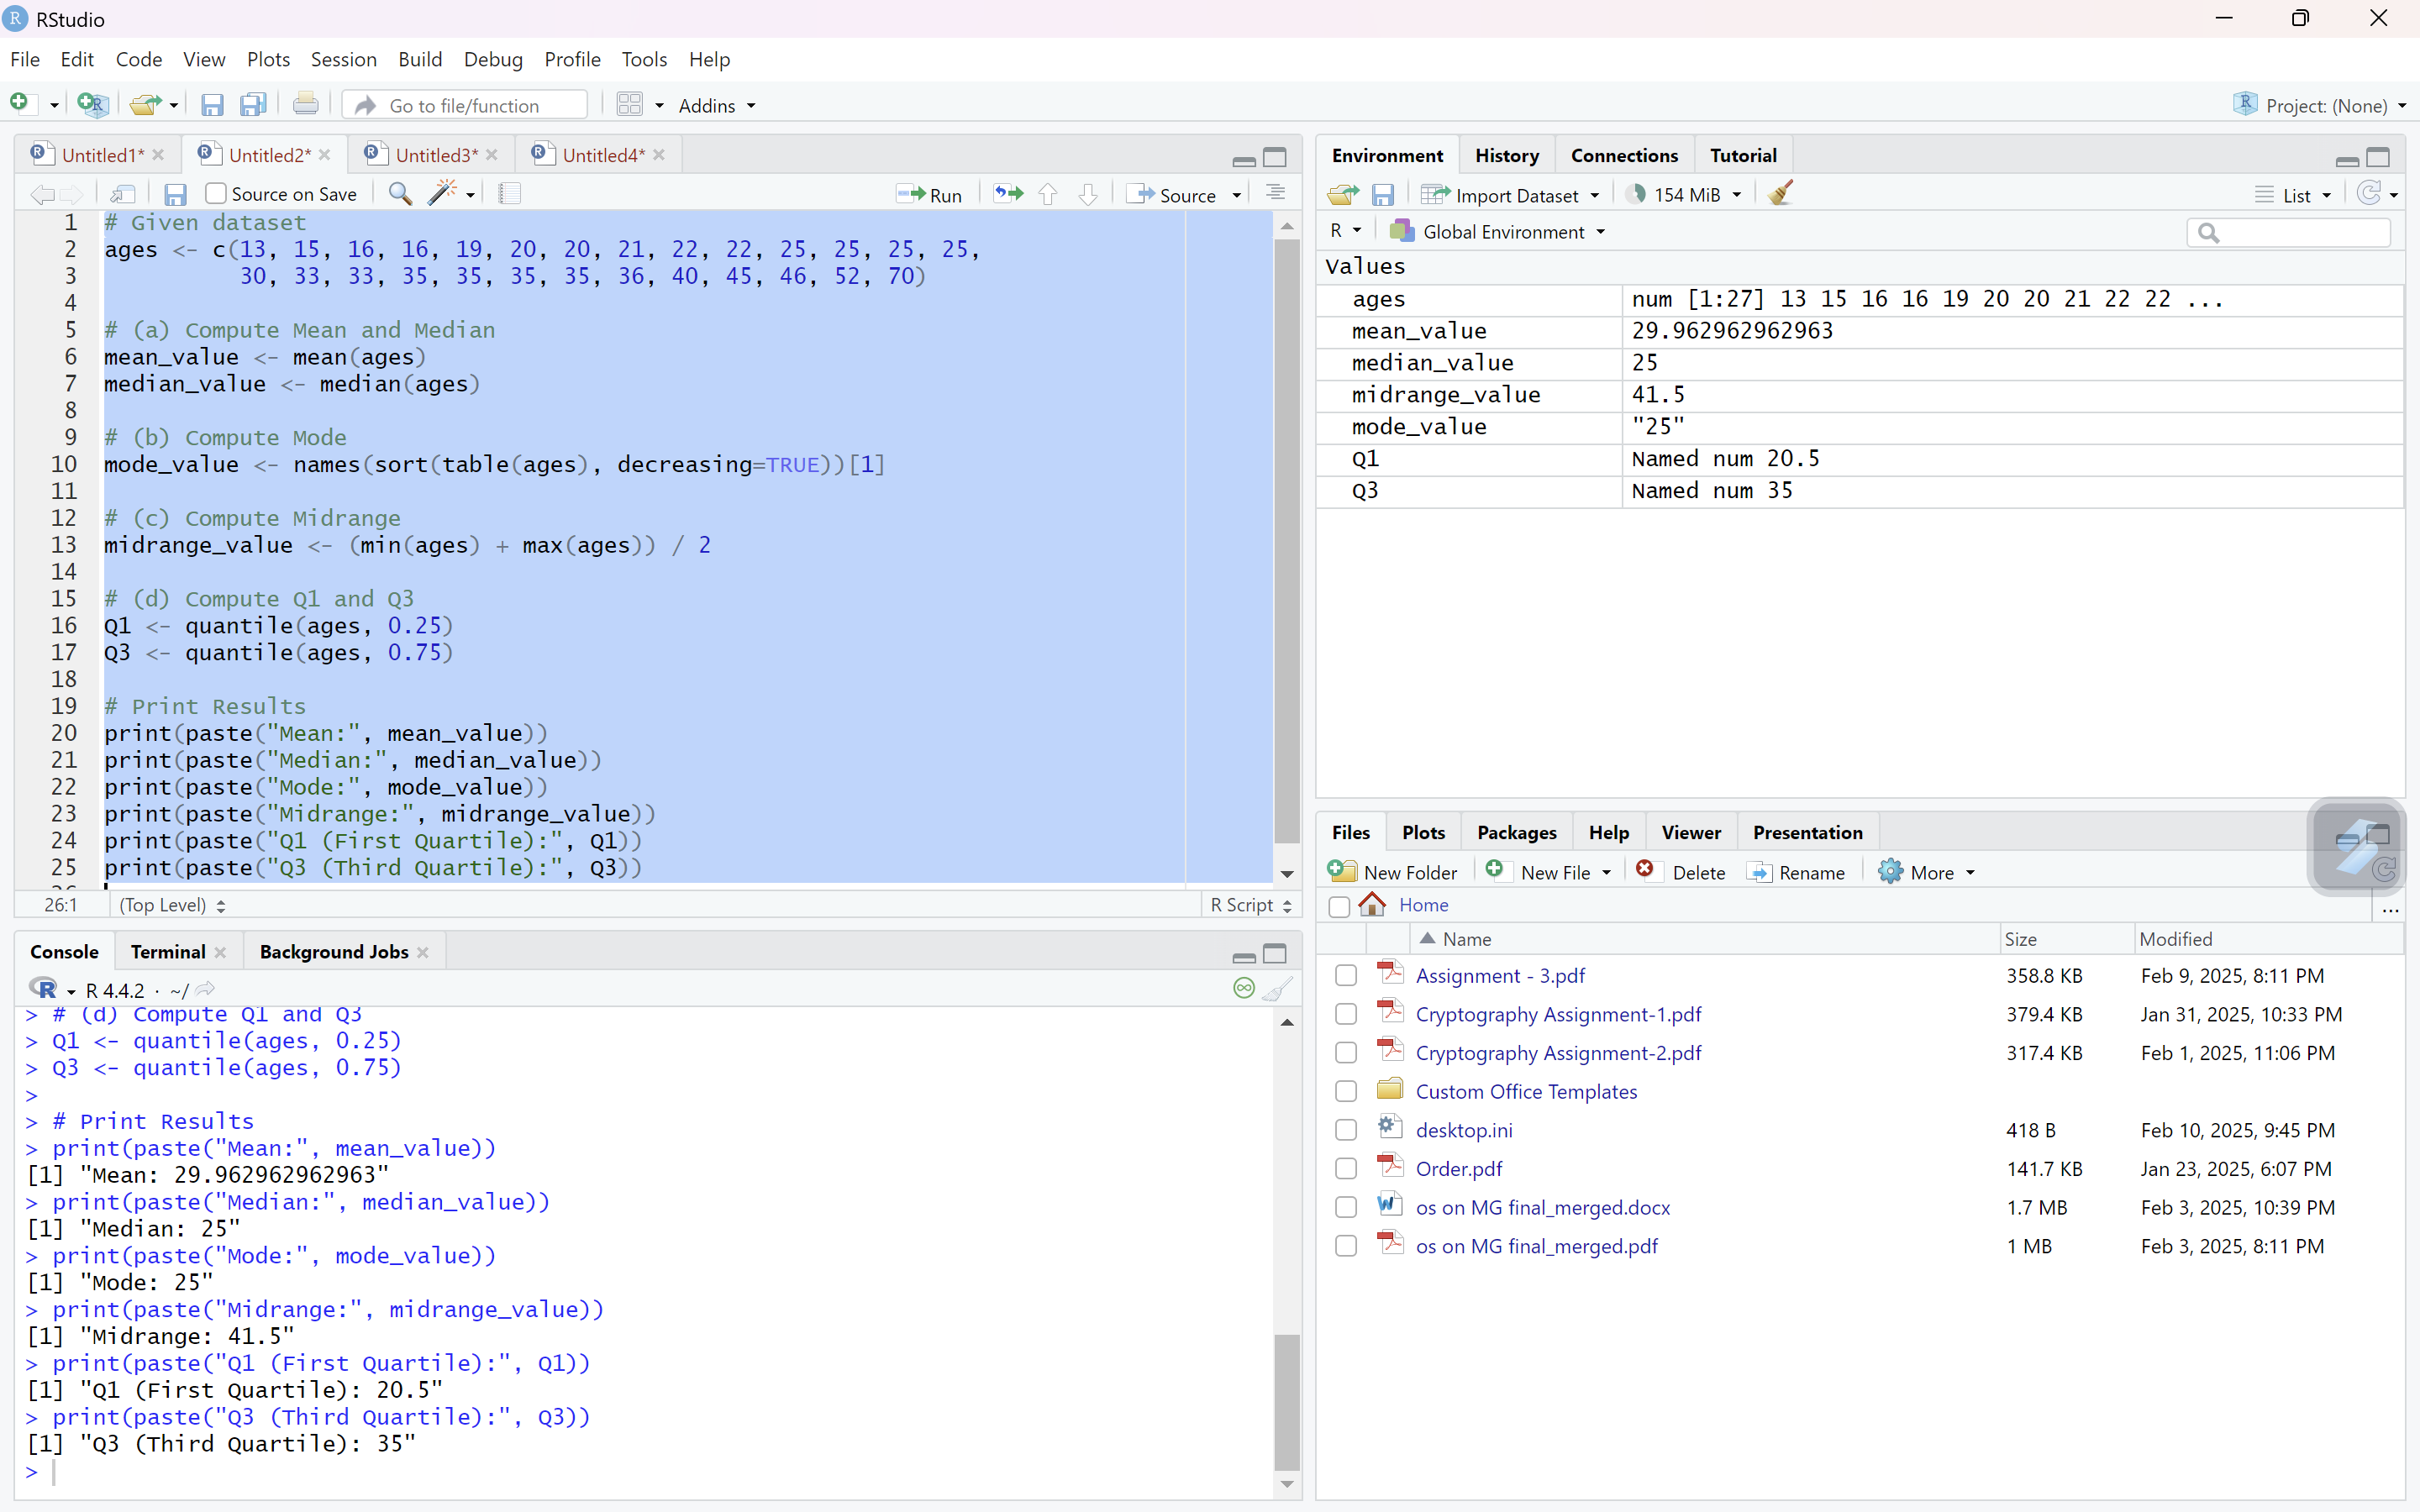 RStudio
File Edit Code View Plots Session Build Debug Profile Tools Help
Go to file/function Addins Project: (None)
Untitled1* Untitled2* Untitled3* Untitled4*
Source on Save Run Source
1 # Given dataset
2 ages <- c(13, 15, 16, 16, 19, 20, 20, 21, 22, 22, 25, 25, 25, 25,
3 30, 33, 33, 35, 35, 35, 35, 36, 40, 45, 46, 52, 70)
4
5 # (a) Compute Mean and Median
6 mean_value <- mean(ages)
7 median_value <- median(ages)
8
9 # (b) Compute Mode
10 mode_value <- names(sort(table(ages), decreasing=TRUE))[1]
11
12 # (c) Compute Midrange
13 midrange_value <- (min(ages) + max(ages)) / 2
14
15 # (d) Compute Q1 and Q3
16 Q1 <- quantile(ages, 0.25)
17 Q3 <- quantile(ages, 0.75)
18
19 # Print Results
20 print(paste("Mean:", mean_value))
21 print(paste("Median:", median_value))
22 print(paste("Mode:", mode_value))
23 print(paste("Midrange:", midrange_value))
24 print(paste("Q1 (First Quartile):", Q1))
25 print(paste("Q3 (Third Quartile):", Q3))
26:1 (Top Level) R Script
Console Terminal Background Jobs
R 4.4.2 · ~/
> # (d) Compute Q1 and Q3
> Q1 <- quantile(ages, 0.25)
> Q3 <- quantile(ages, 0.75)
>
> # Print Results
> print(paste("Mean:", mean_value))
[1] "Mean: 29.962962962963"
> print(paste("Median:", median_value))
[1] "Median: 25"
> print(paste("Mode:", mode_value))
[1] "Mode: 25"
> print(paste("Midrange:", midrange_value))
[1] "Midrange: 41.5"
> print(paste("Q1 (First Quartile):", Q1))
[1] "Q1 (First Quartile): 20.5"
> print(paste("Q3 (Third Quartile):", Q3))
[1] "Q3 (Third Quartile): 35"
>
Environment History Connections Tutorial
Import Dataset 154 MiB List
R Global Environment
Values
ages num [1:27] 13 15 16 16 19 20 20 21 22 22 ...
mean_value 29.962962962963
median_value 25
midrange_value 41.5
mode_value "25"
Q1 Named num 20.5
Q3 Named num 35
Files Plots Packages Help Viewer Presentation
New Folder New File Delete Rename More
Home ...
Name Size Modified
Assignment - 3.pdf 358.8 KB Feb 9, 2025, 8:11 PM
Cryptography Assignment-1.pdf 379.4 KB Jan 31, 2025, 10:33 PM
Cryptography Assignment-2.pdf 317.4 KB Feb 1, 2025, 11:06 PM
Custom Office Templates
desktop.ini 418 B Feb 10, 2025, 9:45 PM
Order.pdf 141.7 KB Jan 23, 2025, 6:07 PM
os on MG final_merged.docx 1.7 MB Feb 3, 2025, 10:39 PM
os on MG final_merged.pdf 1 MB Feb 3, 2025, 8:11 PM